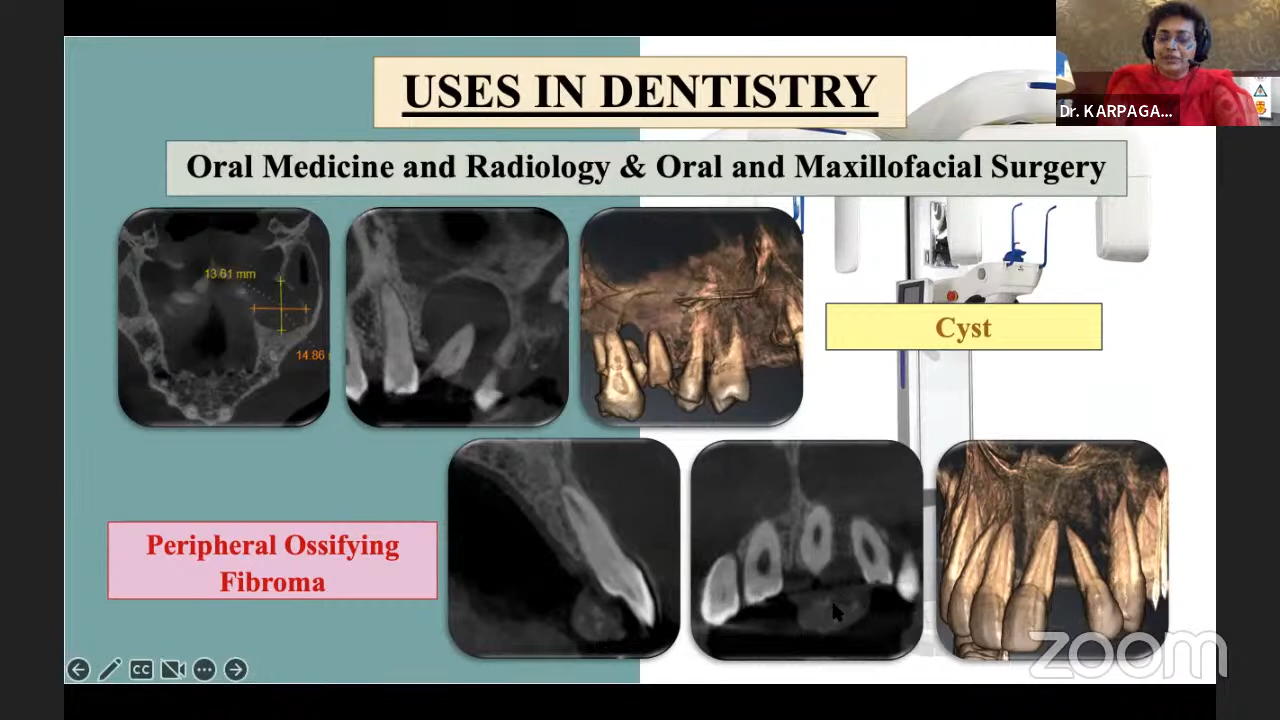 Dr. KARPAGA...
USES IN DENTISTRY
Oral Medicine and Radiology & Oral and Maxillofacial Surgery
13.61 mm
14.86
Cyst
Peripheral Ossifying
Fibroma
CC
zoom